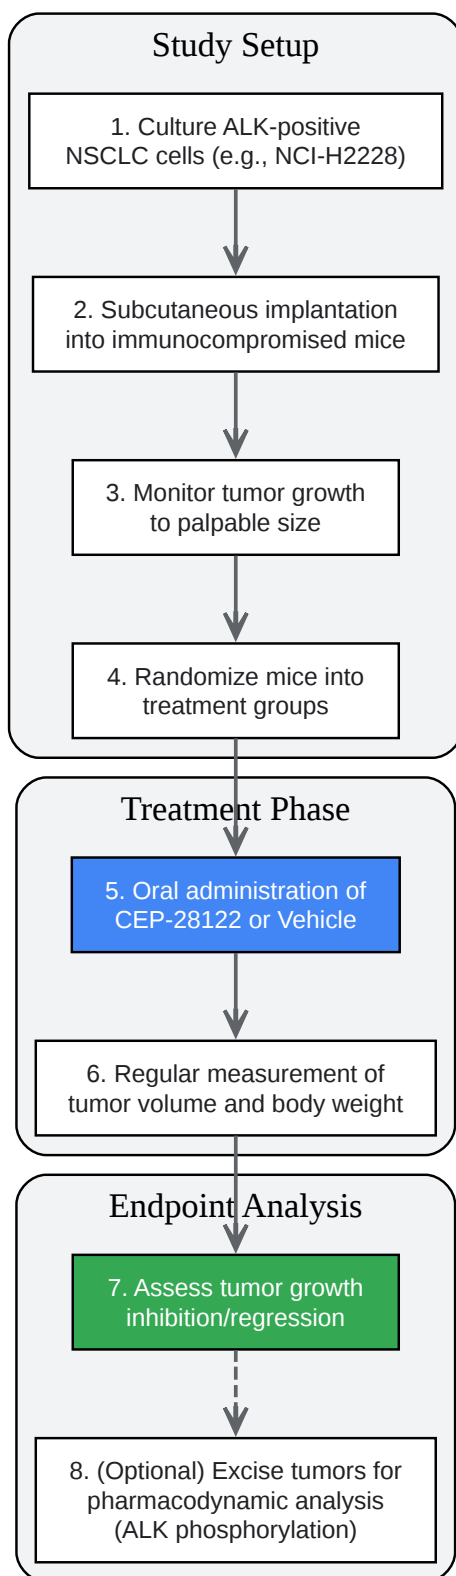 Study Setup
1. Culture ALK-positive
NSCLC cells (e.g., NCI-H2228)
2. Subcutaneous implantation
into immunocompromised mice
3. Monitor tumor growth
to palpable size
4. Randomize mice into
treatment groups
Treatment Phase
5. Oral administration of
CEP-28122 or Vehicle
6. Regular measurement of
tumor volume and body weight
Endpoint Analysis
7. Assess tumor growth
inhibition/regression
8. (Optional) Excise tumors for
pharmacodynamic analysis
(ALK phosphorylation)